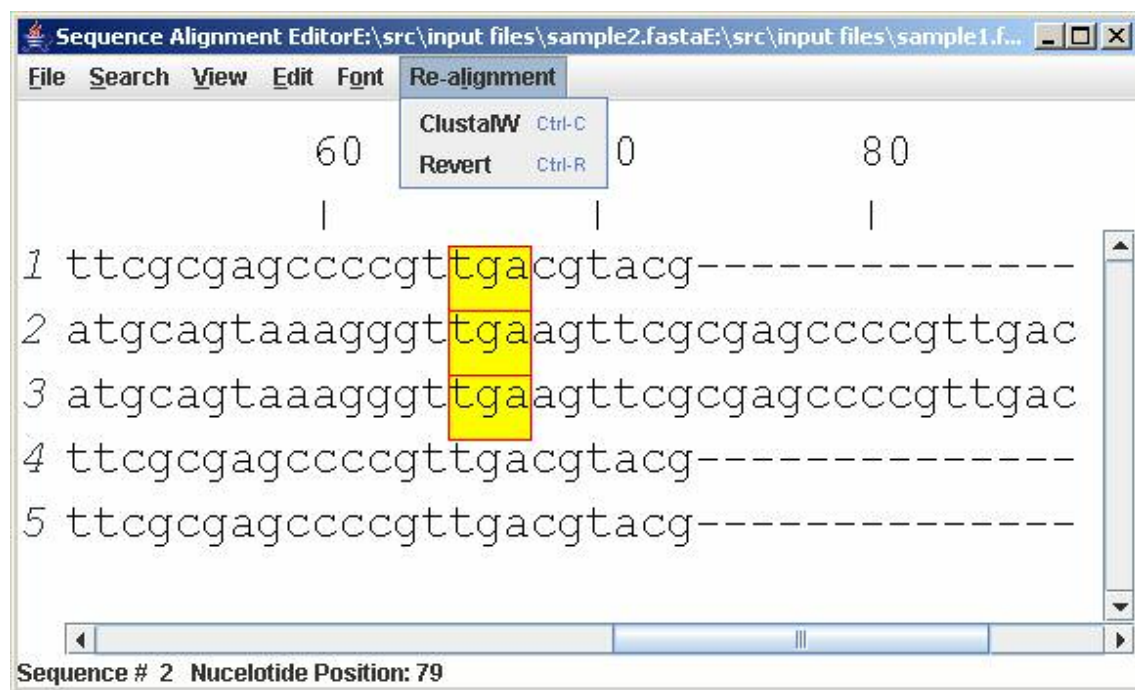 Sequence Alignment EditorE:\src\input files\sample2.fastaE:\src\input files\sample1.f...
File Search View Edit Font Re-alignment
ClustalW Ctrl-C
Revert Ctrl-R
60 0 80
| | |
1 ttcgcgagccccgttgacgtacg--------------
2 atgcagtaaagggttgaagttcgcgagccccgttgac
3 atgcagtaaagggttgaagttcgcgagccccgttgac
4 ttcgcgagccccgttgacgtacg--------------
5 ttcgcgagccccgttgacgtacg--------------
Sequence # 2 Nucelotide Position: 79